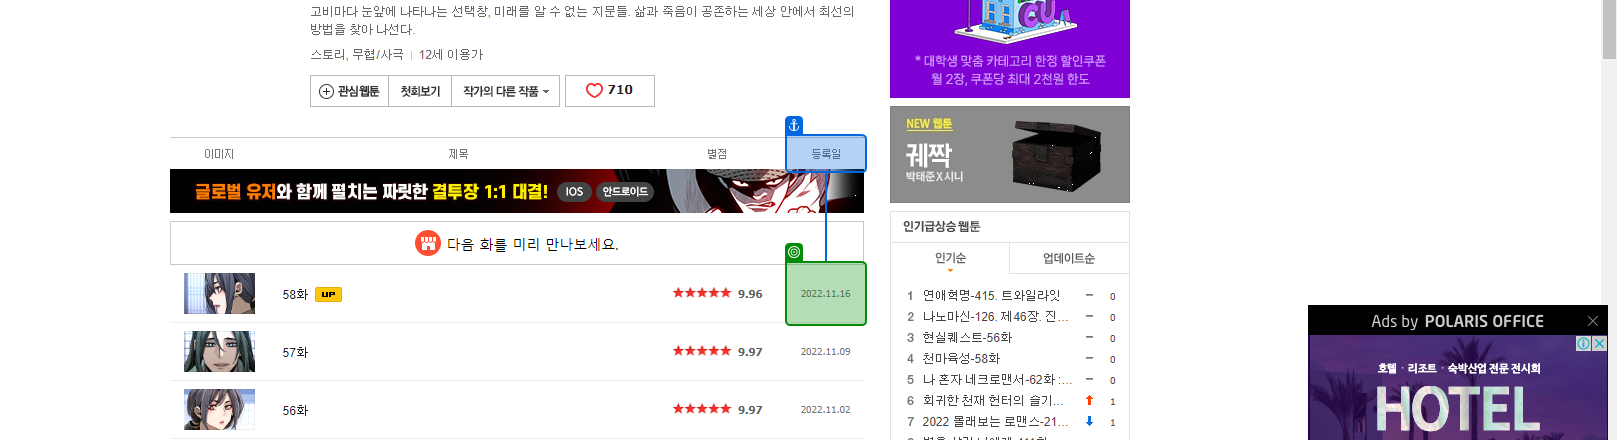 고비마다 눈앞에 나타나는 선택창, 미래를 알 수 없는 지문들. 삶과 죽음이 공존하는 세상 안에서 최선의
방법을 찾아 나선다.
스토리, 무협/사극 | 12세 이용가
관심웹툰 첫회보기 작가의 다른 작품 710
이미지 제목 별점 등록일
글로벌 유저와 함께 펼치는 짜릿한 결투장 1:1 대결! IOS 안드로이드
다음 화를 미리 만나보세요.
58화 UP 9.96 2022.11.16
57화 9.97 2022.11.09
56화 9.97 2022.11.02
CU
* 대학생 맞춤 카테고리 한정 할인쿠폰
월 2장, 쿠폰당 최대 2천원 한도
NEW 웹툰
궤짝
박태준 X 시니
인기급상승 웹툰
인기순 업데이트순
1 연애혁명-415. 트와일라잇 0
2 나노마신-126. 제46장. 진... 0
3 현실퀘스트-56화 0
4 천마육성-58화 0
5 나 혼자 네크로맨서-62화 :... 0
6 회귀한 천재 헌터의 슬기... 1
7 2022 몰래보는 로맨스-21... 1
Ads by POLARIS OFFICE
호텔 · 리조트 · 숙박산업 전문 전시회
HOTEL